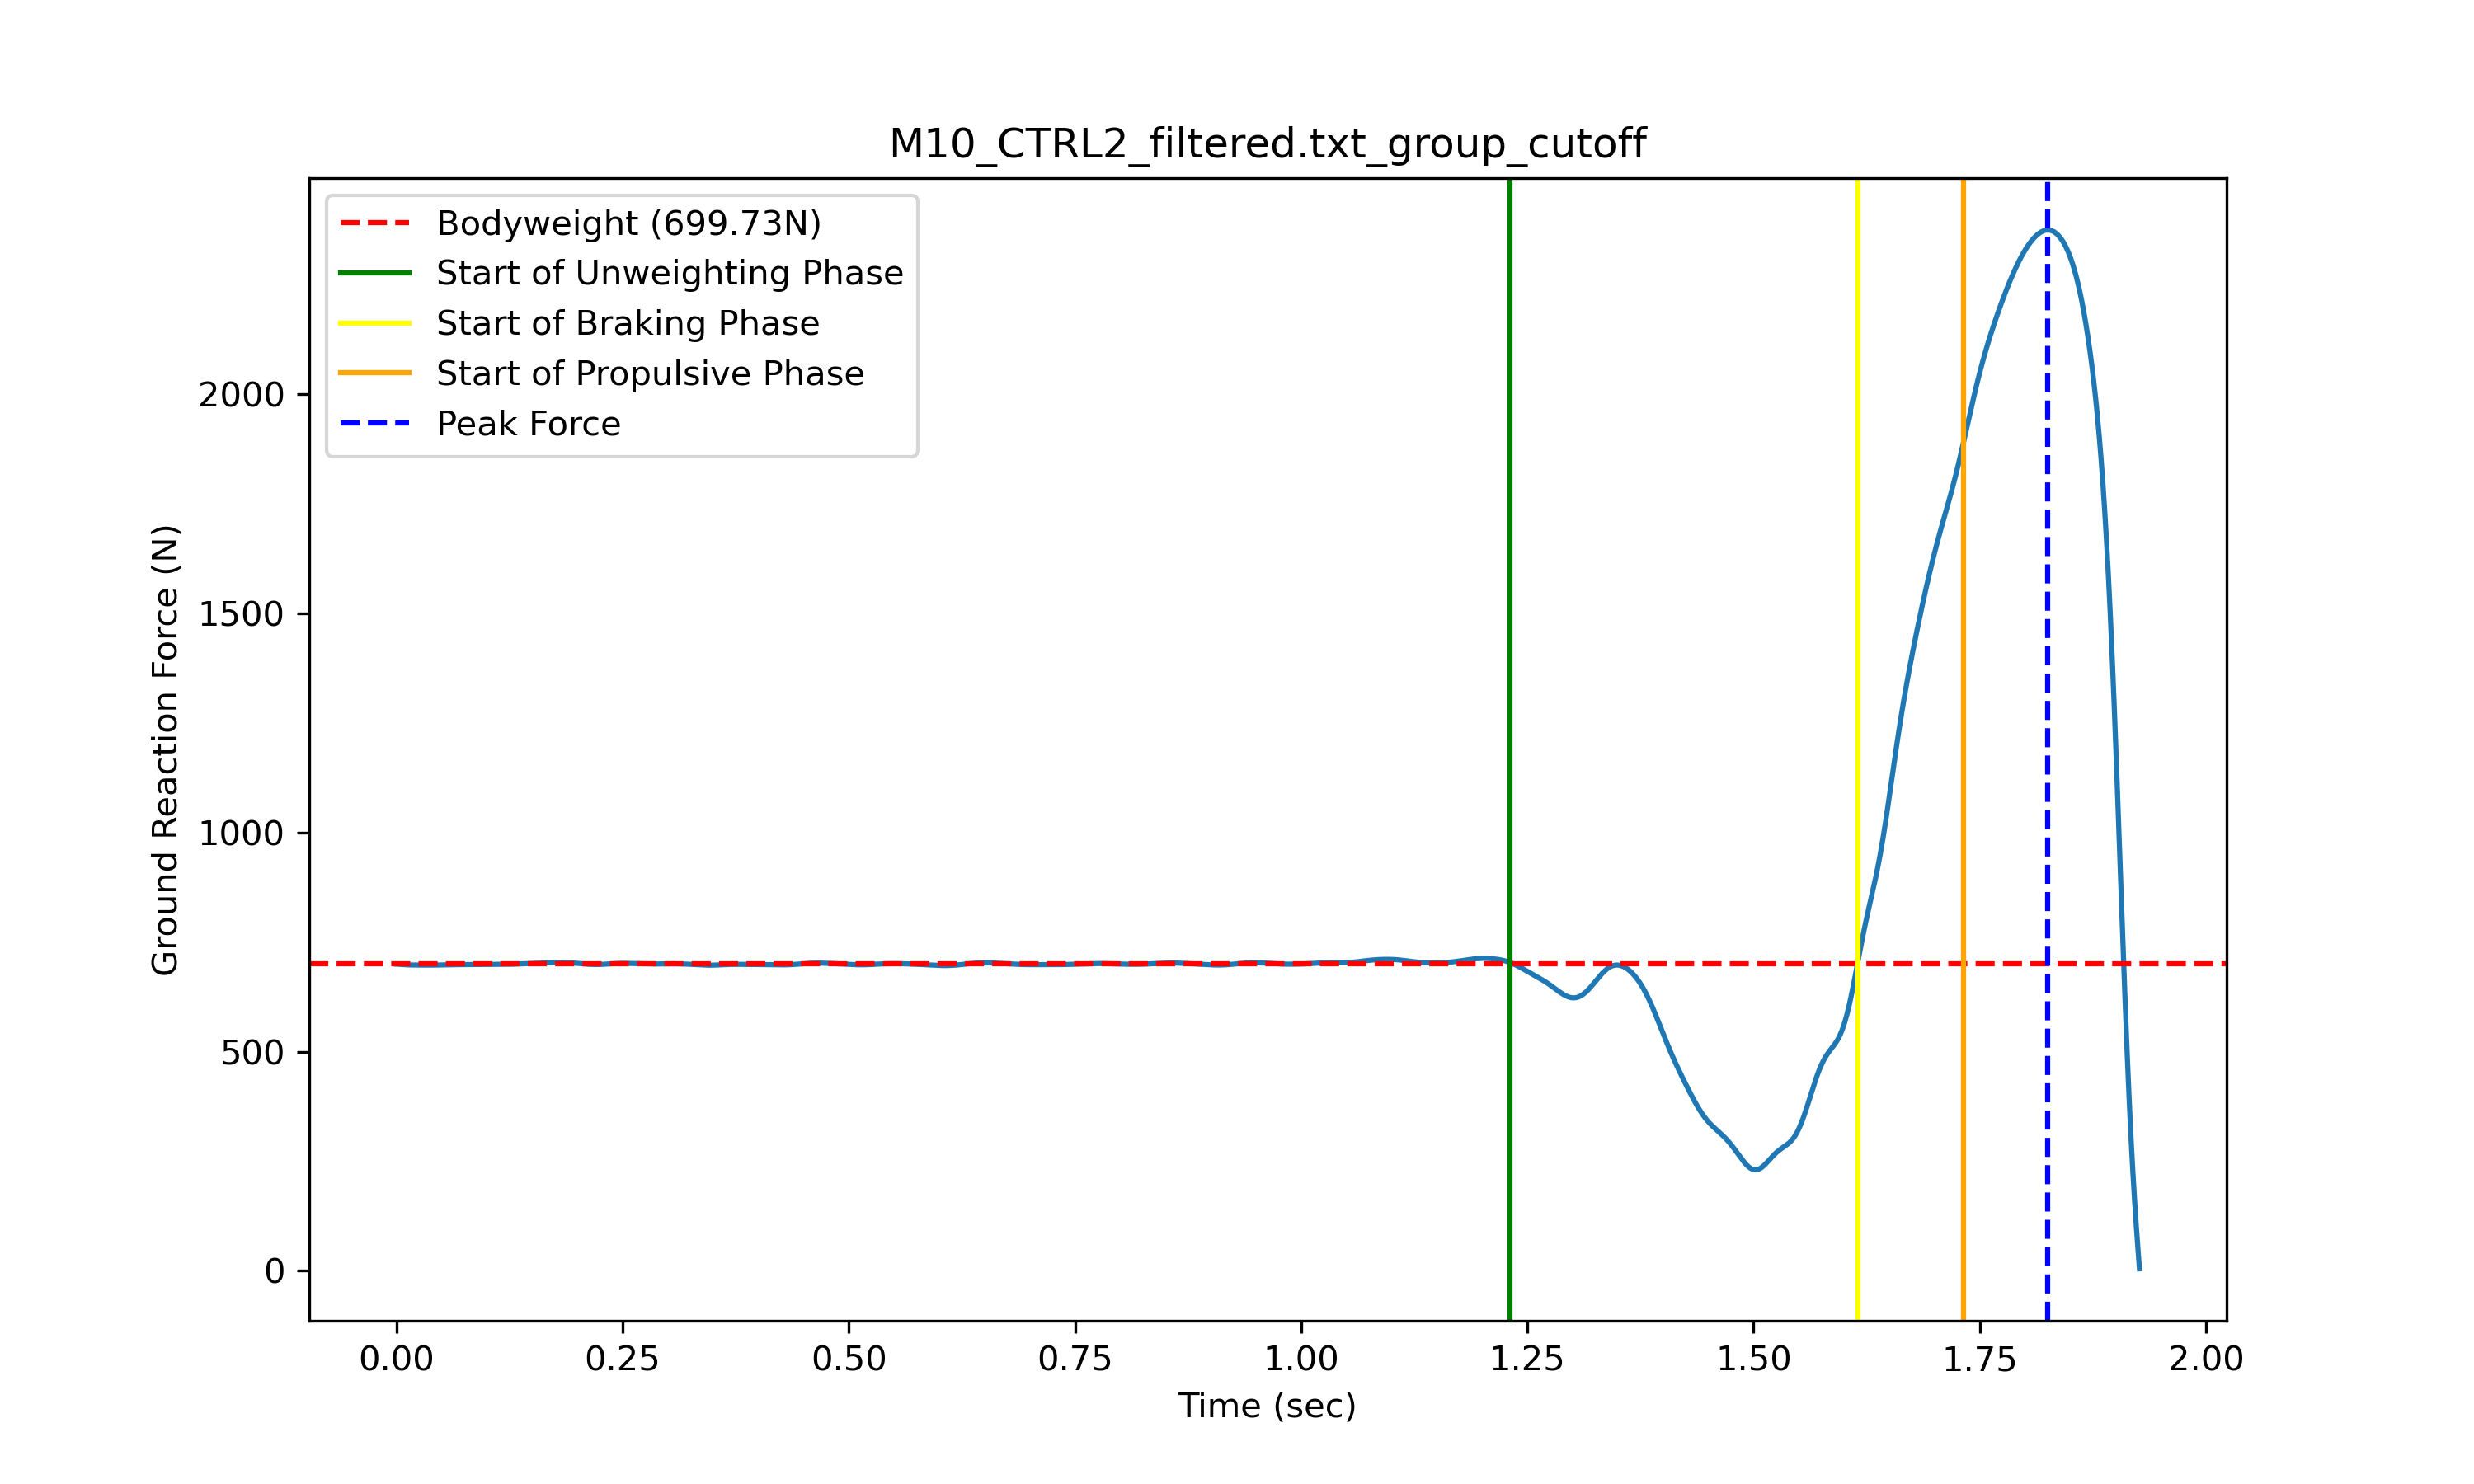 M10_CTRL2_filtered.txt_group_cutoff
Bodyweight (699.73N)
Start of Unweighting Phase
Start of Braking Phase
Start of Propulsive Phase
Peak Force
Ground Reaction Force (N)
2000
1500
1000
500
0
0.00 0.25 0.50 0.75 1.00 1.25 1.50 1.75 2.00
Time (sec)